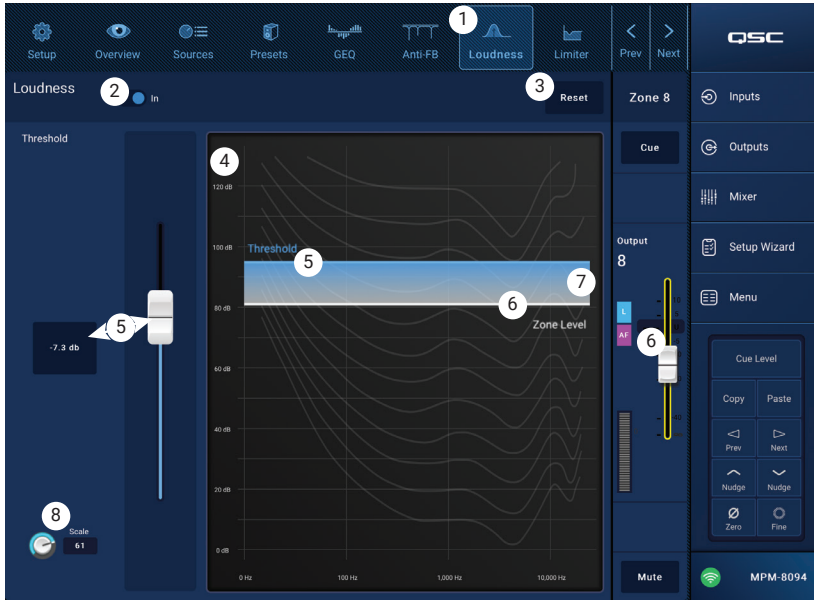 1
Setup
Overview
Sources
Presets
GEQ
Anti-FB
Loudness
Limiter
Prev
Next
QSC
Loudness
2
In
3
Reset
Zone 8
Inputs
Threshold
4
Cue
Outputs
120 dB
Mixer
100 dB
Threshold
5
Output
8
Setup Wizard
7
80 dB
6
10
5
Menu
Zone Level
L
AF
6
-7.3 db
5
60 dB
Cue Level
Copy
Paste
40 dB
40
Prev
Next
20 dB
Nudge
Nudge
8
Scale
61
Zero
Fine
0 dB
0 Hz
100 Hz
1,000 Hz
10,000 Hz
Mute
MPM-8094